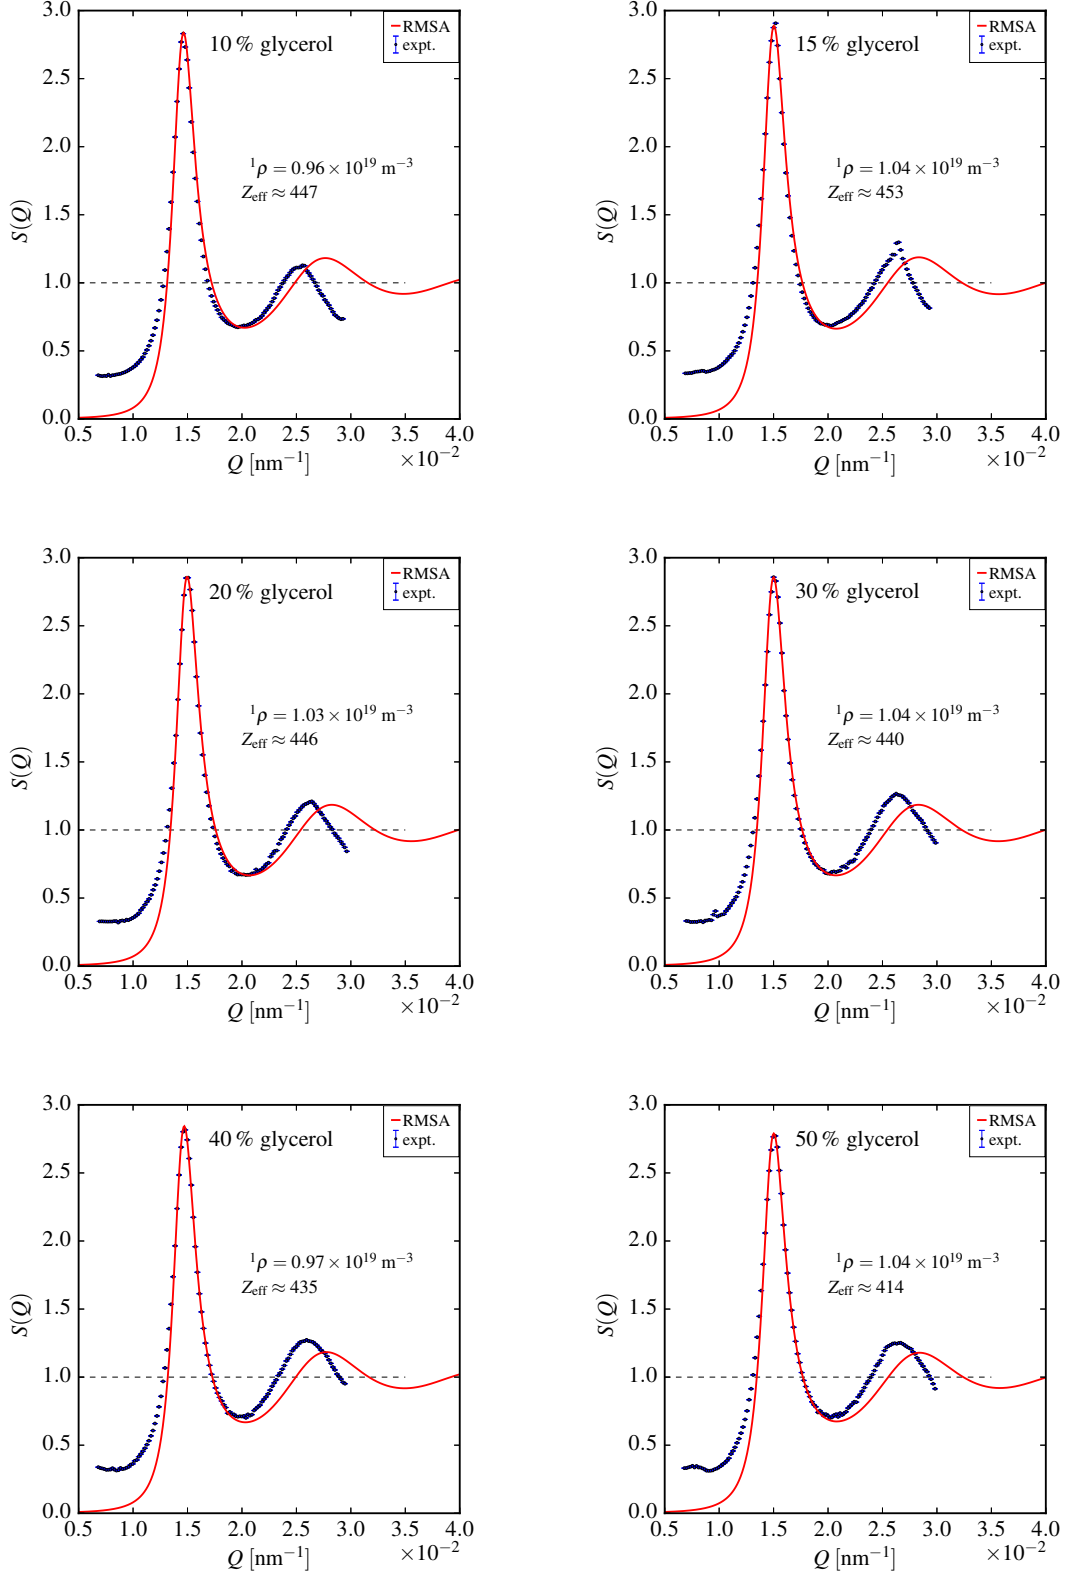 3.0
2.5
2.0
1.5
1.0
0.5
0.0
S(Q)
10 % glycerol
RMSA
expt.
¹ρ = 0.96 × 10¹⁹ m⁻³
Z_eff ≈ 447
0.5 1.0 1.5 2.0 2.5 3.0 3.5 4.0
Q [nm⁻¹]
×10⁻²
3.0
2.5
2.0
1.5
1.0
0.5
0.0
S(Q)
15 % glycerol
RMSA
expt.
¹ρ = 1.04 × 10¹⁹ m⁻³
Z_eff ≈ 453
0.5 1.0 1.5 2.0 2.5 3.0 3.5 4.0
Q [nm⁻¹]
×10⁻²
3.0
2.5
2.0
1.5
1.0
0.5
0.0
S(Q)
20 % glycerol
RMSA
expt.
¹ρ = 1.03 × 10¹⁹ m⁻³
Z_eff ≈ 446
0.5 1.0 1.5 2.0 2.5 3.0 3.5 4.0
Q [nm⁻¹]
×10⁻²
3.0
2.5
2.0
1.5
1.0
0.5
0.0
S(Q)
30 % glycerol
RMSA
expt.
¹ρ = 1.04 × 10¹⁹ m⁻³
Z_eff ≈ 440
0.5 1.0 1.5 2.0 2.5 3.0 3.5 4.0
Q [nm⁻¹]
×10⁻²
3.0
2.5
2.0
1.5
1.0
0.5
0.0
S(Q)
40 % glycerol
RMSA
expt.
¹ρ = 0.97 × 10¹⁹ m⁻³
Z_eff ≈ 435
0.5 1.0 1.5 2.0 2.5 3.0 3.5 4.0
Q [nm⁻¹]
×10⁻²
3.0
2.5
2.0
1.5
1.0
0.5
0.0
S(Q)
50 % glycerol
RMSA
expt.
¹ρ = 1.04 × 10¹⁹ m⁻³
Z_eff ≈ 414
0.5 1.0 1.5 2.0 2.5 3.0 3.5 4.0
Q [nm⁻¹]
×10⁻²